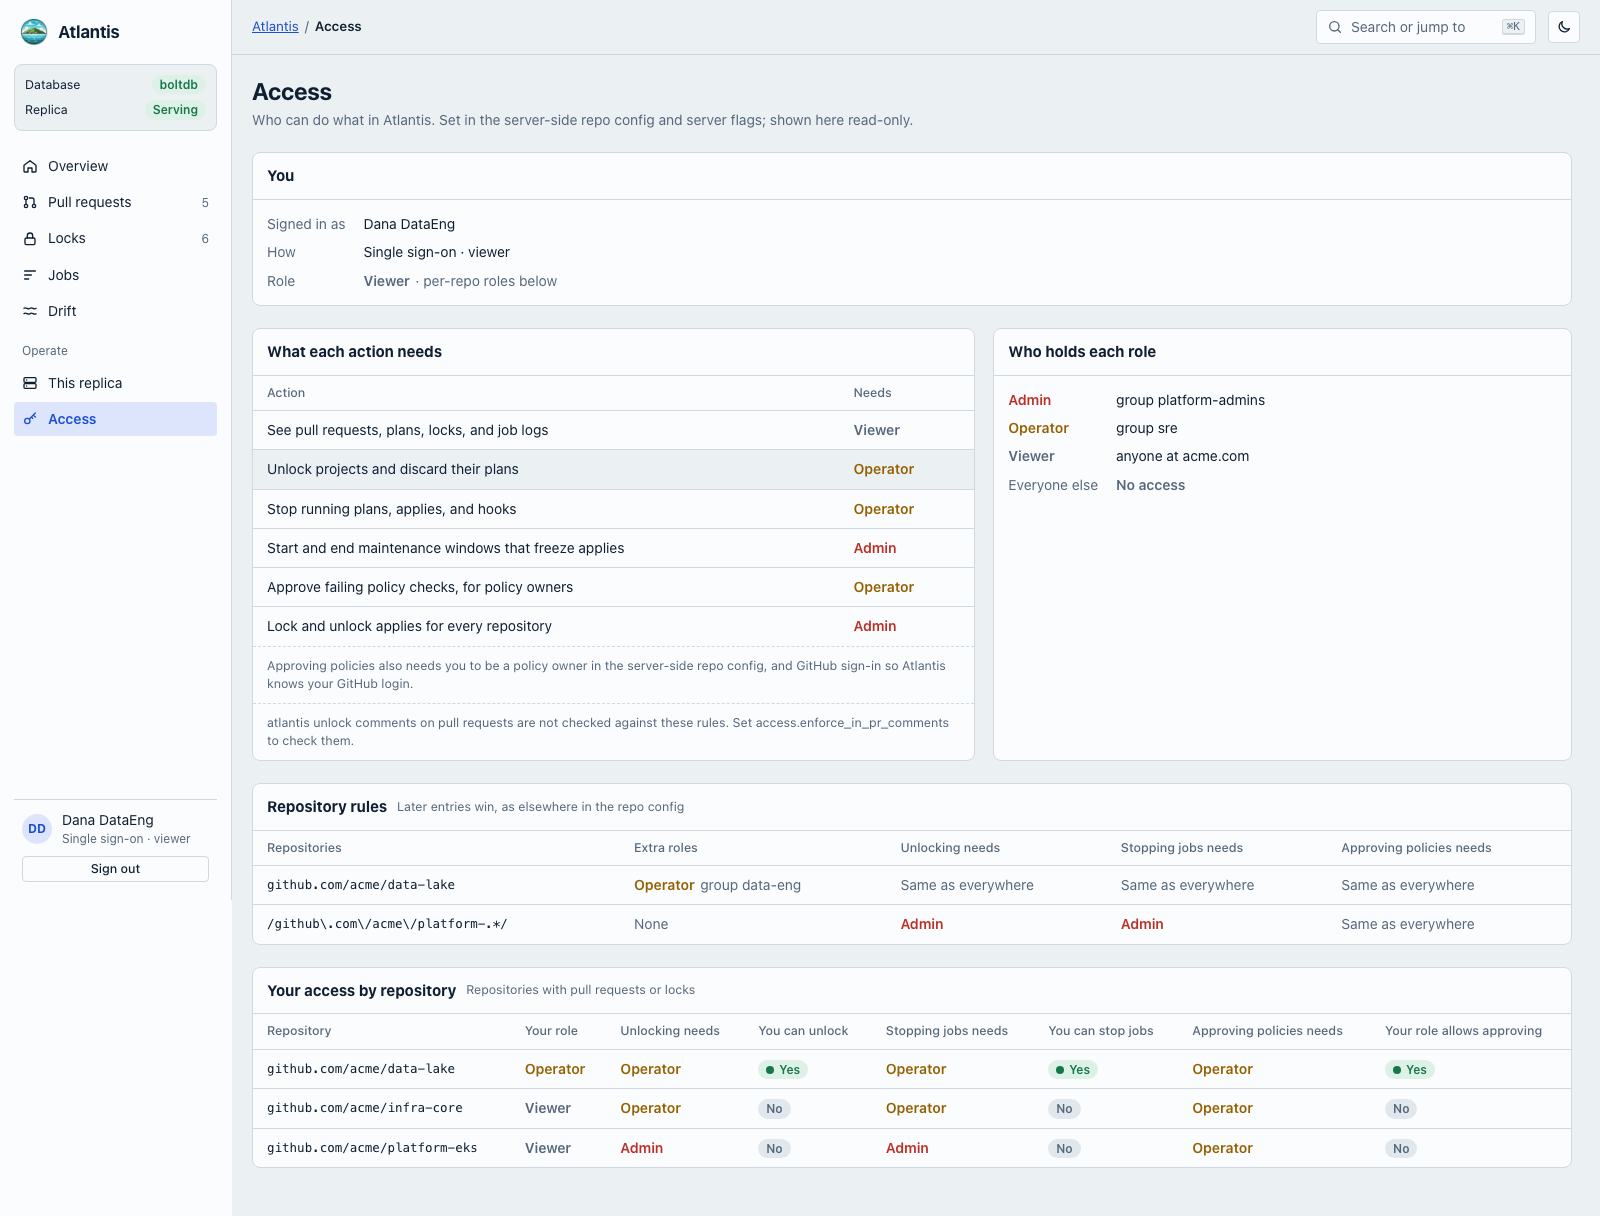 Atlantis
Database boltdb
Replica Serving
Overview
Pull requests 5
Locks 6
Jobs
Drift
Operate
This replica
Access
Dana DataEng
DD
Single sign-on · viewer
Sign out
Atlantis / Access
Search or jump to ⌘K
Access
Who can do what in Atlantis. Set in the server-side repo config and server flags; shown here read-only.
You
Signed in as Dana DataEng
How Single sign-on · viewer
Role Viewer · per-repo roles below
What each action needs
Action Needs
See pull requests, plans, locks, and job logs Viewer
Unlock projects and discard their plans Operator
Stop running plans, applies, and hooks Operator
Start and end maintenance windows that freeze applies Admin
Approve failing policy checks, for policy owners Operator
Lock and unlock applies for every repository Admin
Approving policies also needs you to be a policy owner in the server-side repo config, and GitHub sign-in so Atlantis
knows your GitHub login.
atlantis unlock comments on pull requests are not checked against these rules. Set access.enforce_in_pr_comments
to check them.
Who holds each role
Admin group platform-admins
Operator group sre
Viewer anyone at acme.com
Everyone else No access
Repository rules Later entries win, as elsewhere in the repo config
Repositories Extra roles Unlocking needs Stopping jobs needs Approving policies needs
github.com/acme/data-lake Operator group data-eng Same as everywhere Same as everywhere Same as everywhere
/github\.com\/acme\/platform-.*/ None Admin Admin Same as everywhere
Your access by repository Repositories with pull requests or locks
Repository Your role Unlocking needs You can unlock Stopping jobs needs You can stop jobs Approving policies needs Your role allows approving
github.com/acme/data-lake Operator Operator Yes Operator Yes Operator Yes
github.com/acme/infra-core Viewer Operator No Operator No Operator No
github.com/acme/platform-eks Viewer Admin No Admin No Operator No